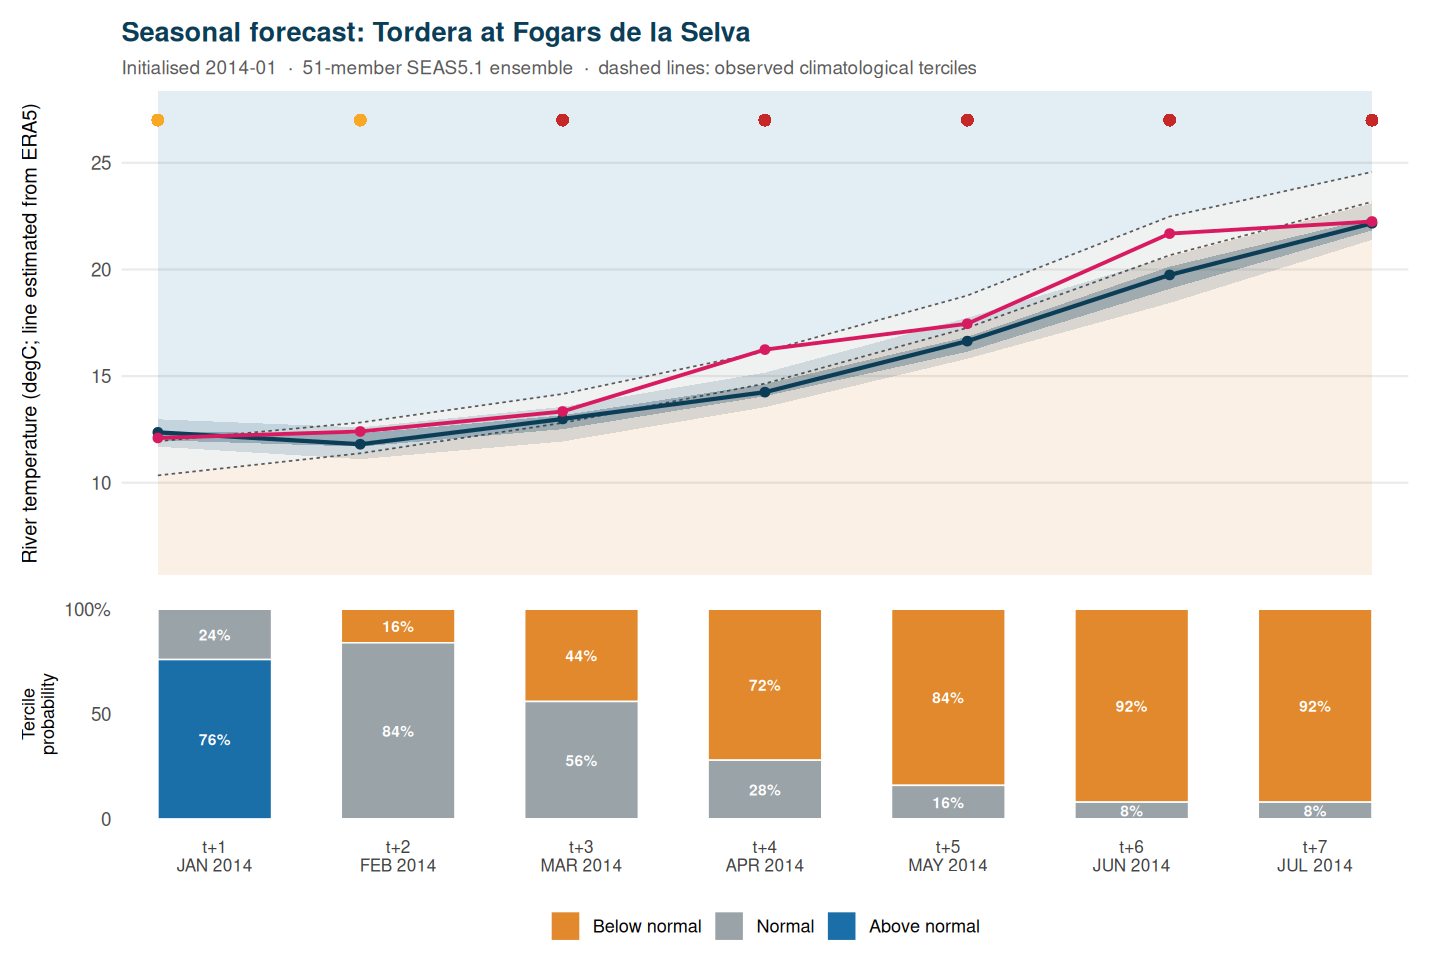 Seasonal forecast: Tordera at Fogars de la Selva
Initialised 2014-01 · 51-member SEAS5.1 ensemble · dashed lines: observed climatological terciles
River temperature (degC; line estimated from ERA5)
25
20
15
10
Tercile
probability
100%
50
0
24%
76%
16%
84%
44%
56%
72%
28%
84%
16%
92%
8%
92%
8%
t+1
JAN 2014
t+2
FEB 2014
t+3
MAR 2014
t+4
APR 2014
t+5
MAY 2014
t+6
JUN 2014
t+7
JUL 2014
Below normal
Normal
Above normal